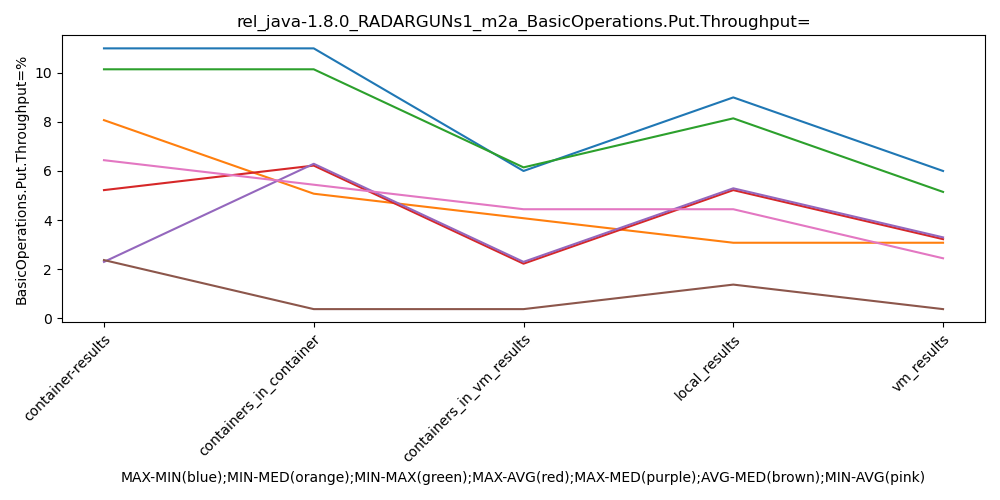 rel_java-1.8.0_RADARGUNs1_m2a_BasicOperations.Put.Throughput=
BasicOperations.Put.Throughput=%
10
8
6
4
2
0
container-results
containers_in_container
containers_in_vm_results
local_results
vm_results
MAX-MIN(blue);MIN-MED(orange);MIN-MAX(green);MAX-AVG(red);MAX-MED(purple);AVG-MED(brown);MIN-AVG(pink)